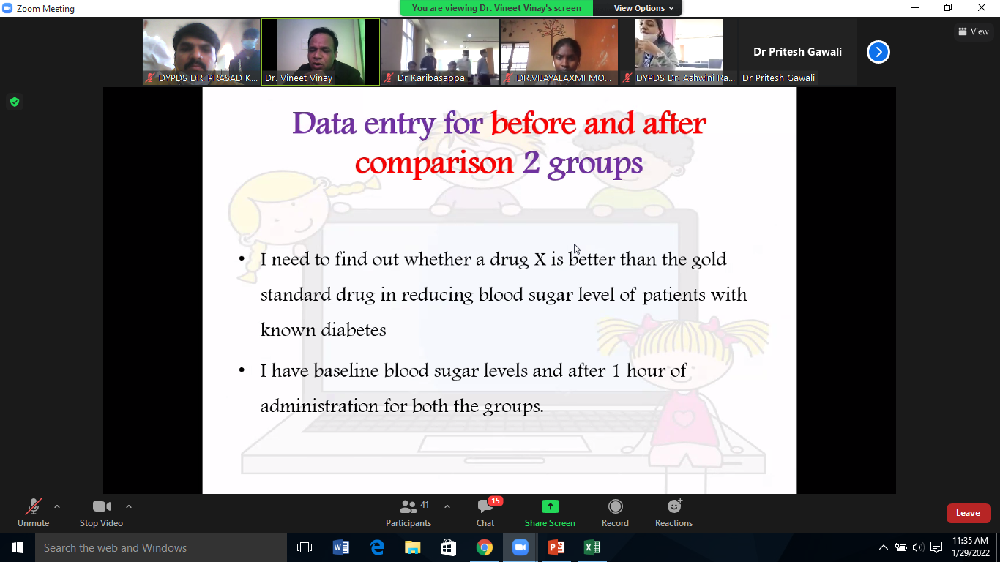 Zoom Meeting
You are viewing Dr. Vineet Vinay's screen
View Options
View
DYPDS DR. PRASAD K...
Dr. Vineet Vinay
Dr Karibasappa
DR.VIJAYALAXMI MO...
DYPDS Dr. Ashwini Ra...
Dr Pritesh Gawali
Dr Pritesh Gawali
Data entry for before and after
comparison 2 groups
• I need to find out whether a drug X is better than the gold
standard drug in reducing blood sugar level of patients with
known diabetes
• I have baseline blood sugar levels and after 1 hour of
administration for both the groups.
Unmute
Stop Video
41
Participants
15
Chat
Share Screen
Record
Reactions
Leave
Search the web and Windows
11:35 AM
1/29/2022